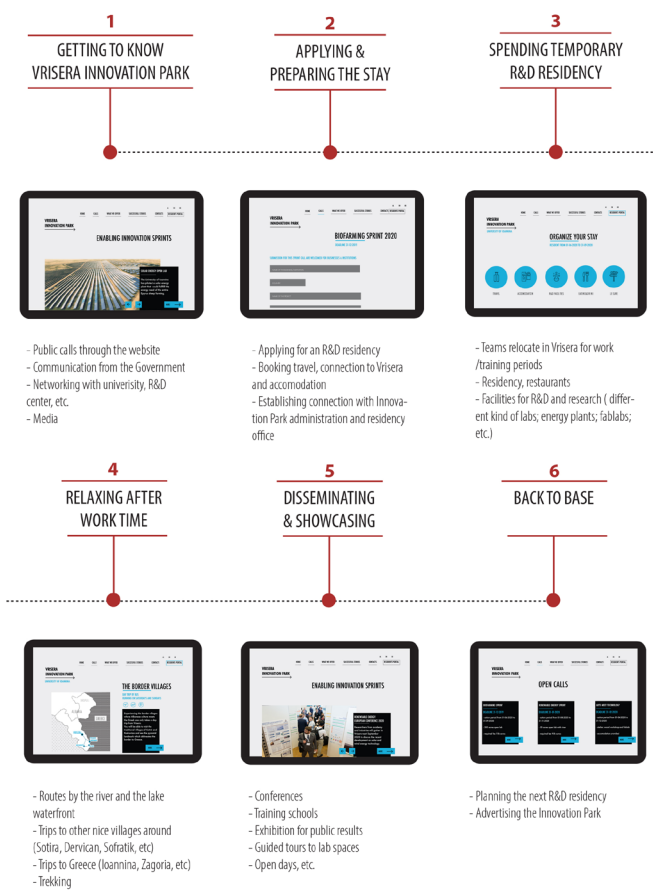 1
GETTING TO KNOW
VRISERA INNOVATION PARK
2
APPLYING &
PREPARING THE STAY
3
SPENDING TEMPORARY
R&D RESIDENCY
VRISERA
INNOVATION PARK
ENABLING INNOVATION SPRINTS
VRISERA
INNOVATION PARK
BIOFARMING SPRINT 2020
VRISERA
INNOVATION PARK
ORGANIZE YOUR STAY
- Public calls through the website
- Communication from the Government
- Networking with univerisity, R&D
center, etc.
- Media
- Applying for an R&D residency
- Booking travel, connection to Vrisera
and accomodation
- Establishing connection with Innova-
tion Park administration and residency
office
- Teams relocate in Vrisera for work
/training periods
- Residency, restaurants
- Facilities for R&D and research ( differ-
ent kind of labs; energy plants; fablabs;
etc.)
4
RELAXING AFTER
WORK TIME
5
DISSEMINATING
& SHOWCASING
6
BACK TO BASE
VRISERA
INNOVATION PARK
THE BORDER VILLAGES
VRISERA
INNOVATION PARK
ENABLING INNOVATION SPRINTS
VRISERA
INNOVATION PARK
OPEN CALLS
- Routes by the river and the lake
waterfront
- Trips to other nice villages around
(Sotira, Dervican, Sofratik, etc)
- Trips to Greece (Ioannina, Zagoria, etc)
- Trekking
- Conferences
- Training schools
- Exhibition for public results
- Guided tours to lab spaces
- Open days, etc.
- Planning the next R&D residency
- Advertising the Innovation Park